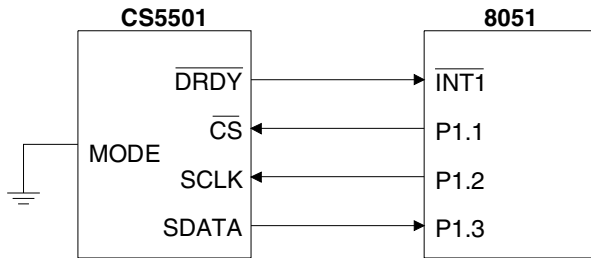 CS5501 8051
DRDY INT1
CS P1.1
MODE
SCLK P1.2
SDATA P1.3